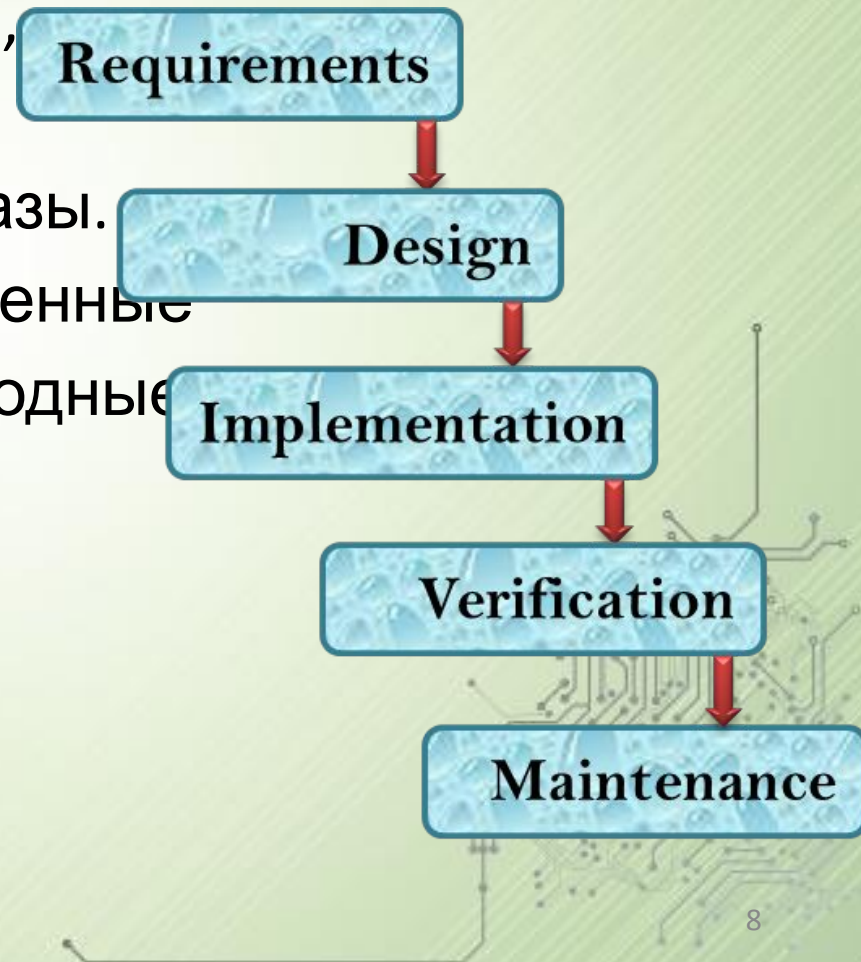 ,
Requirements
азы.
Design
енные
одные
Implementation
Verification
Maintenance
8